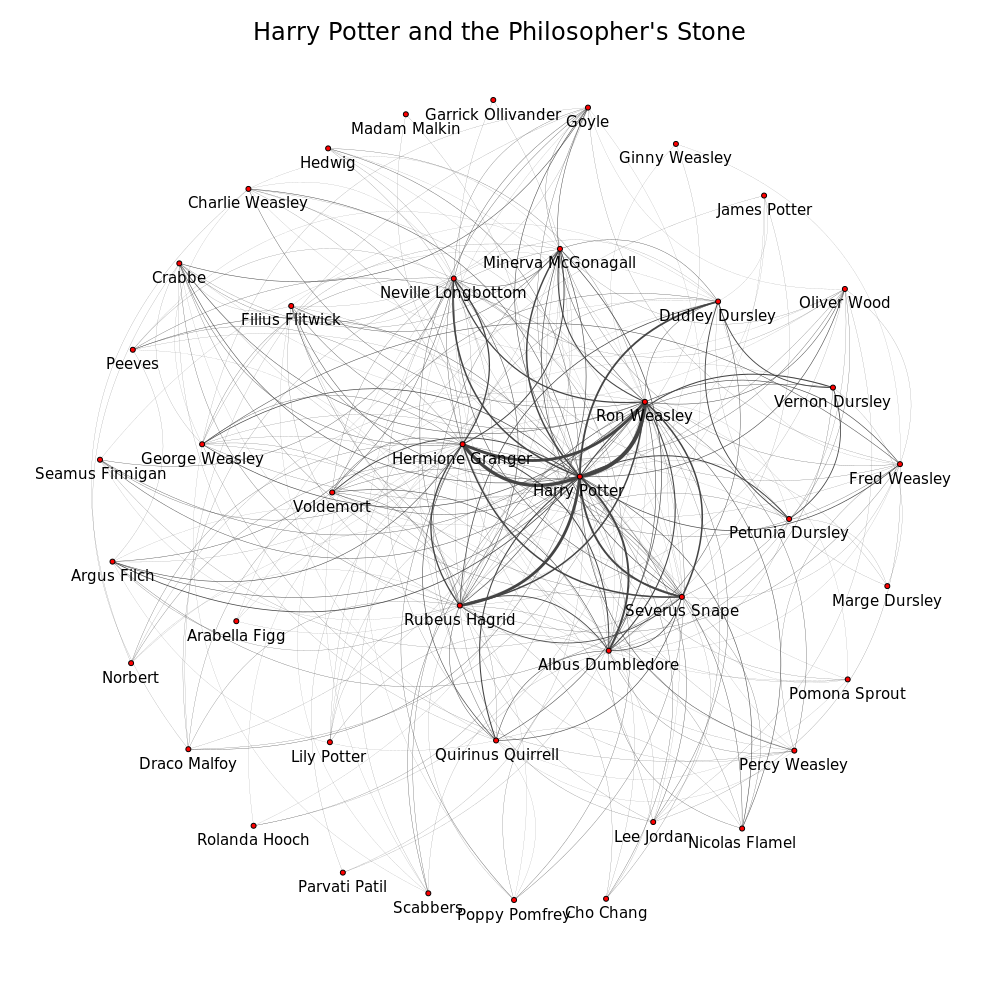 Harry Potter and the Philosopher's Stone
Garrick Ollivander
Goyle
Madam Malkin
Ginny Weasley
Hedwig
Charlie Weasley
James Potter
Minerva McGonagall
Crabbe
Neville Longbottom
Oliver Wood
Dudley Dursley
Filius Flitwick
Peeves
Vernon Dursley
Ron Weasley
George Weasley
Hermione Granger
Seamus Finnigan
Fred Weasley
Harry Potter
Voldemort
Petunia Dursley
Argus Filch
Marge Dursley
Severus Snape
Rubeus Hagrid
Arabella Figg
Albus Dumbledore
Norbert
Pomona Sprout
Quirinus Quirrell
Lily Potter
Draco Malfoy
Percy Weasley
Lee Jordan
Rolanda Hooch
Nicolas Flamel
Parvati Patil
Scabbers
Poppy Pomfrey
Cho Chang